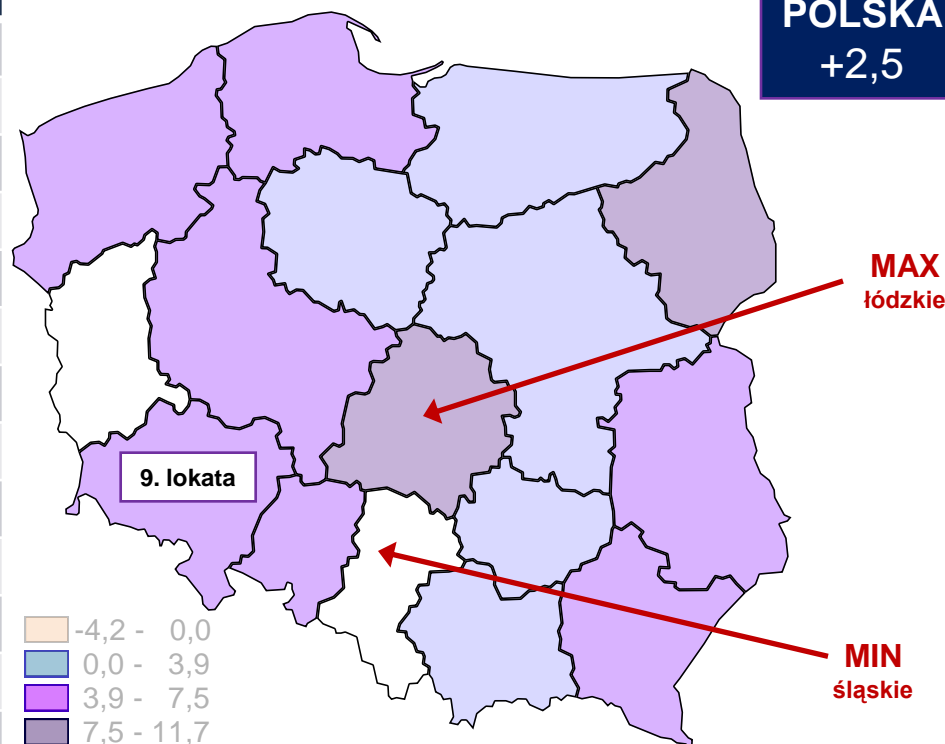 POLSKA
+2,5
MAX
łódzkie
9. lokata
MIN
śląskie
-4,2 - 0,0
0,0 - 3,9
3,9 - 7,5
7,5 - 11,7